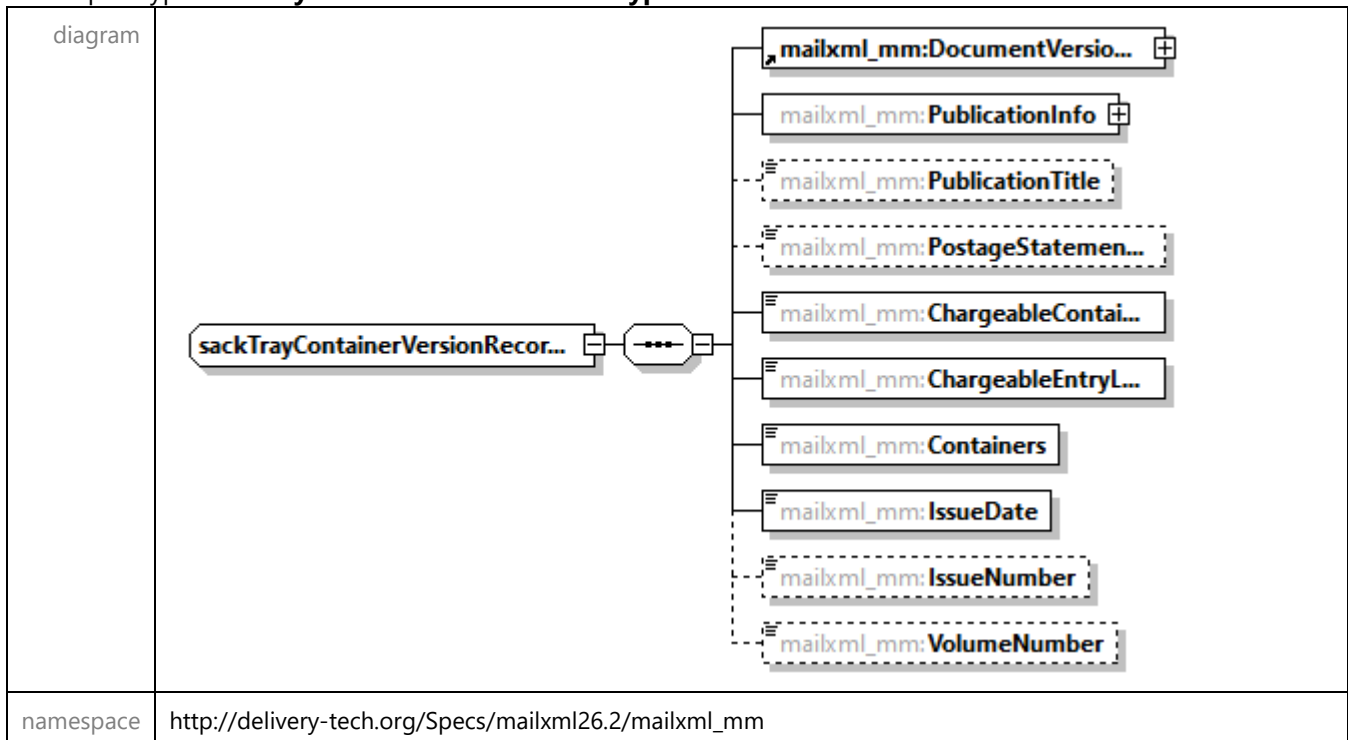 diagram
mailxml_mm:DocumentVersio...
mailxml_mm:PublicationInfo
mailxml_mm:PublicationTitle
mailxml_mm:PostageStatemen...
mailxml_mm:ChargeableContai...
sackTrayContainerVersionRecor...
mailxml_mm:ChargeableEntryL...
mailxml_mm:Containers
mailxml_mm:IssueDate
mailxml_mm:IssueNumber
mailxml_mm:VolumeNumber
namespace http://delivery-tech.org/Specs/mailxml26.2/mailxml_mm